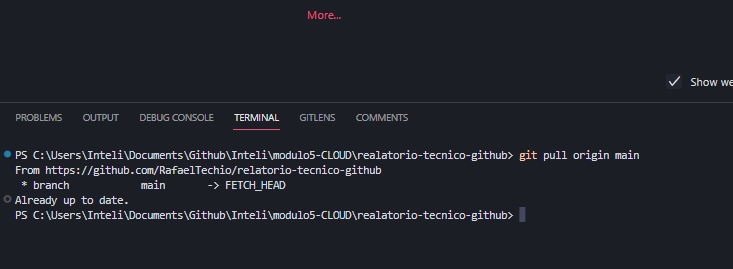 More...
Show we
PROBLEMS OUTPUT DEBUG CONSOLE TERMINAL GITLENS COMMENTS
PS C:\Users\Inteli\Documents\Github\Inteli\modulo5-CLOUD\realatorio-tecnico-github> git pull origin main
From https://github.com/RafaelTechio/relatorio-tecnico-github
 * branch            main       -> FETCH_HEAD
Already up to date.
PS C:\Users\Inteli\Documents\Github\Inteli\modulo5-CLOUD\realatorio-tecnico-github>